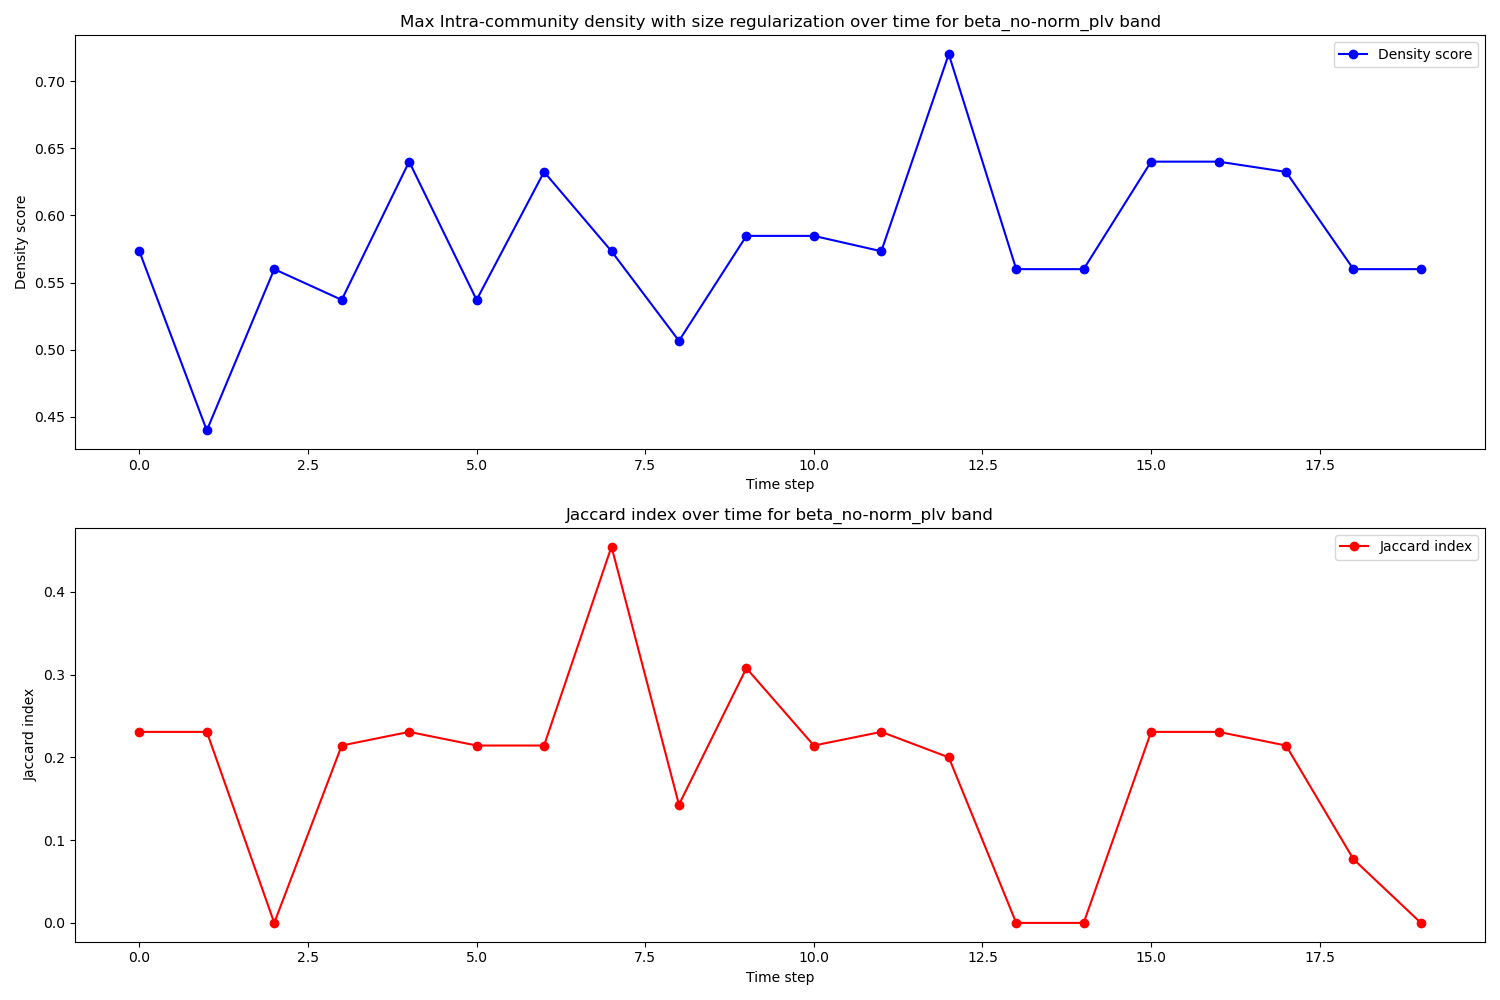 Max Intra-community density with size regularization over time for beta_no-norm_plv band
Density score
0.70
0.65
0.60
0.55
0.50
0.45
Density score
0.0 2.5 5.0 7.5 10.0 12.5 15.0 17.5
Time step
Jaccard index over time for beta_no-norm_plv band
Jaccard index
0.4
0.3
0.2
0.1
0.0
Jaccard index
0.0 2.5 5.0 7.5 10.0 12.5 15.0 17.5
Time step